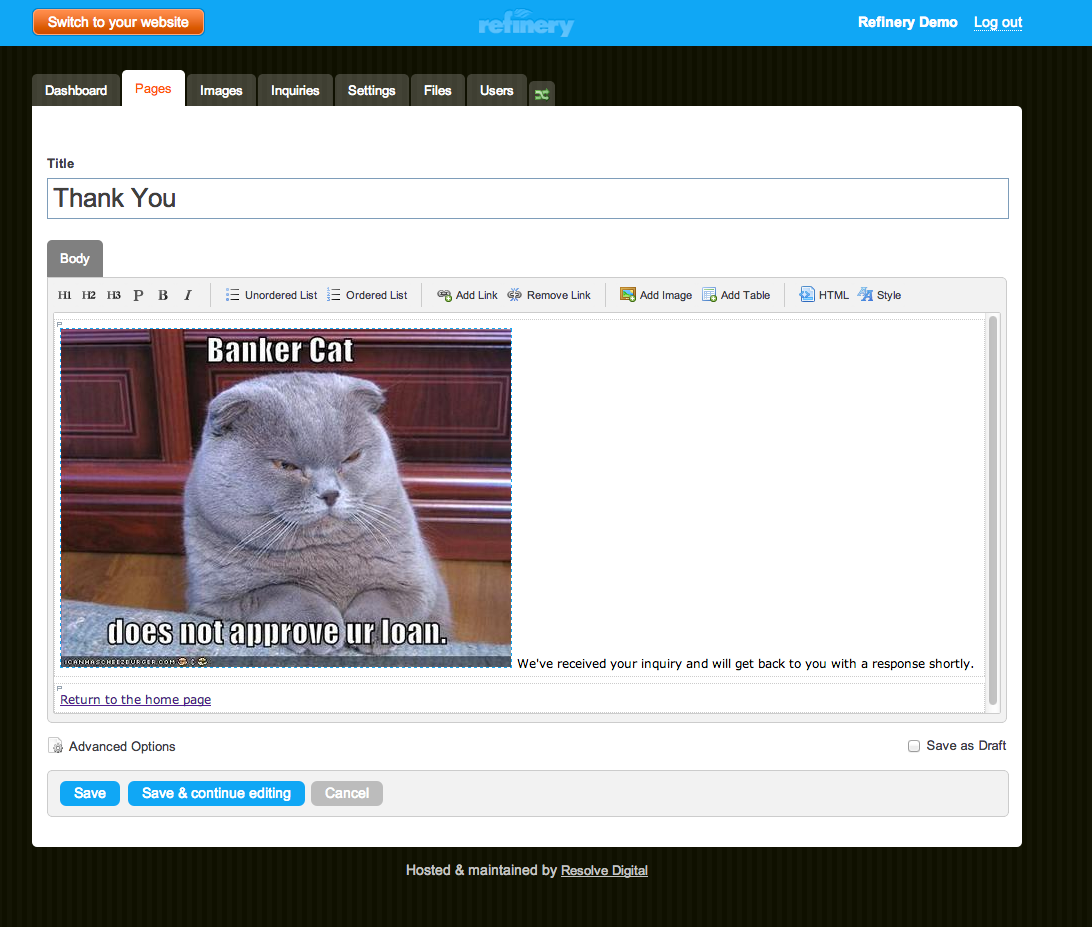 Switch to your website
refinery
Refinery Demo Log out
Dashboard Pages Images Inquiries Settings Files Users
Title
Thank You
Body
H1 H2 H3 P B I Unordered List Ordered List Add Link Remove Link Add Image Add Table HTML Style
Banker Cat
does not approve ur loan.
ICANHASCHEEZBURGER.COM
We've received your inquiry and will get back to you with a response shortly.
Return to the home page
Advanced Options Save as Draft
Save Save & continue editing Cancel
Hosted & maintained by Resolve Digital